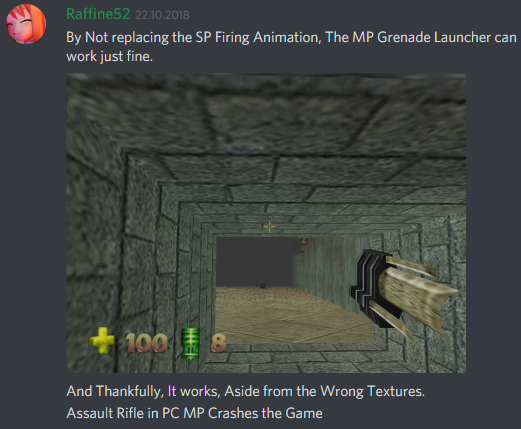 Raffine52 22.10.2018
By Not replacing the SP Firing Animation, The MP Grenade Launcher can
work just fine.
100 8
And Thankfully, It works, Aside from the Wrong Textures.
Assault Rifle in PC MP Crashes the Game